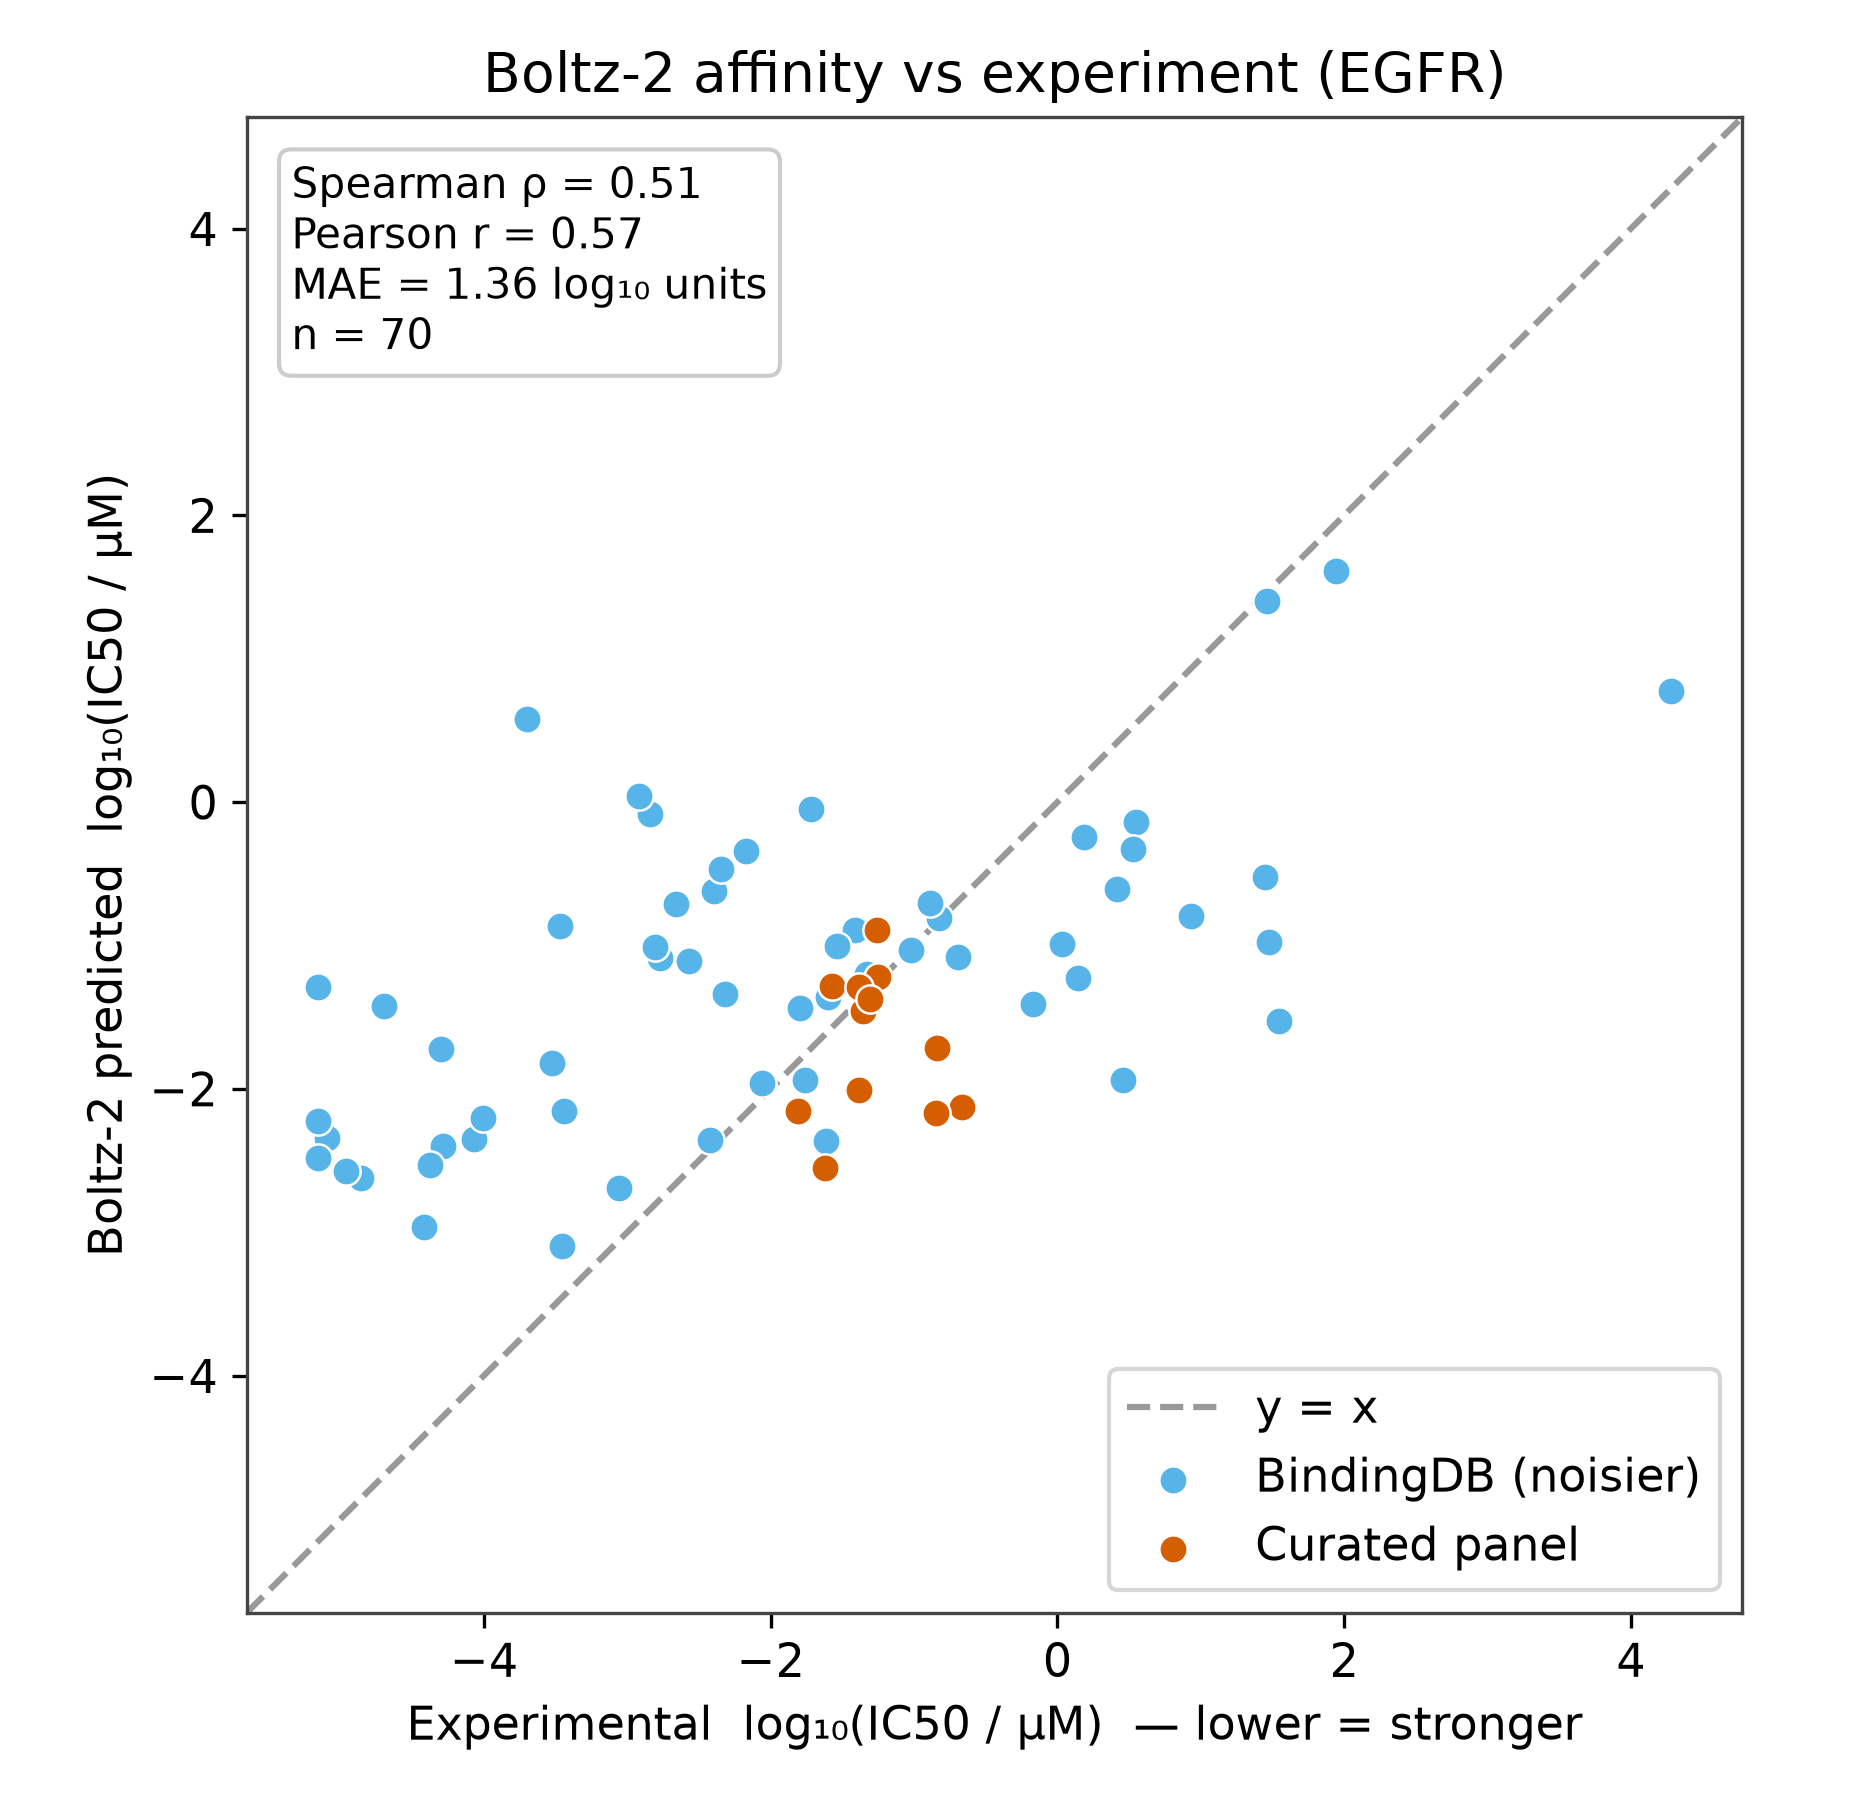 Boltz-2 affinity vs experiment (EGFR)
Spearman ρ = 0.51
Pearson r = 0.57
MAE = 1.36 log₁₀ units
n = 70
4
2
0
−2
−4
Boltz-2 predicted log₁₀(IC50 / μM)
y = x
BindingDB (noisier)
Curated panel
−4 −2 0 2 4
Experimental log₁₀(IC50 / μM) — lower = stronger